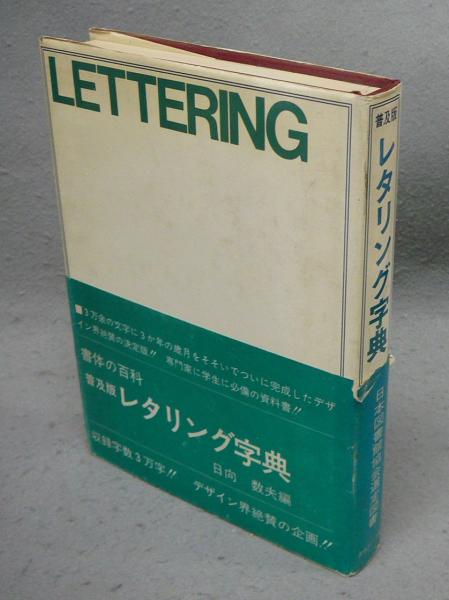 LETTERING
■3万余の文字に3か年の歳月をそそいでついに完成したデザ
イン界絶賛の決定版!! 専門家に学生に必備の資料書!!
書体の百科
普及版 レタリング字典
日向 数夫編
収録字数3万字!! デザイン界絶賛の企画!!
普及版
レタリング字典
日本図書館協会選定図書